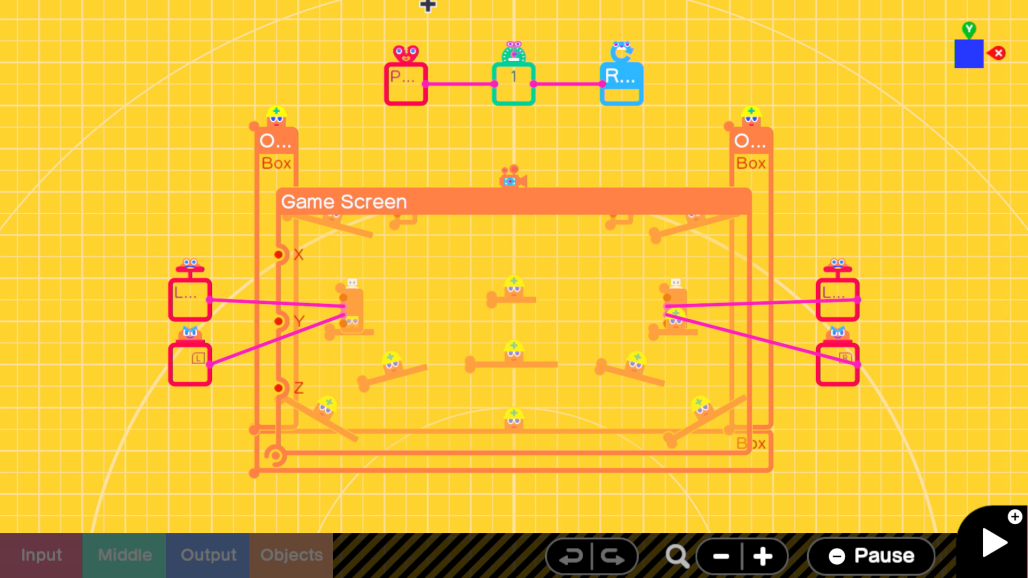 Y
X
P...
1
R...
O...
O...
Box
Box
Game Screen
X
L...
L...
Y
L
R
Z
Box
Input
Middle
Output
Objects
Pause